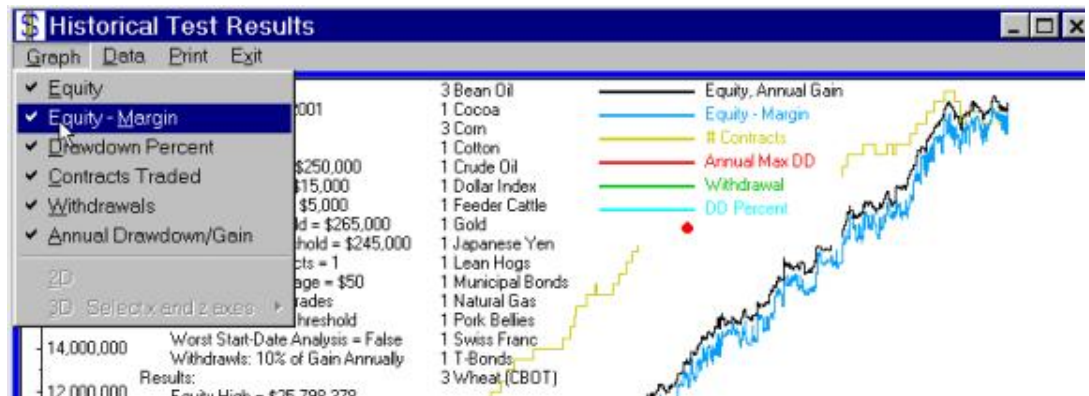 Historical Test Results
Graph Data Print Exit
Equity
Equity - Margin
Drawdown Percent
Contracts Traded
Withdrawals
Annual Drawdown/Gain
2D
3D Select x and z axes
2001
$250,000
$15,000
$5,000
= $265,000
= $245,000
= 1
= $50
Worst Start-Date Analysis = False
Withdrawls: 10% of Gain Annually
Results:
Equity High = $25,798,378
14,000,000
12,000,000
3 Bean Oil
1 Cocoa
3 Corn
1 Cotton
1 Crude Oil
1 Dollar Index
1 Feeder Cattle
1 Gold
1 Japanese Yen
1 Lean Hogs
1 Municipal Bonds
1 Natural Gas
1 Pork Bellies
1 Swiss Franc
1 T-Bonds
3 Wheat (CBOT)
Equity, Annual Gain
Equity - Margin
# Contracts
Annual Max DD
Withdrawal
DD Percent